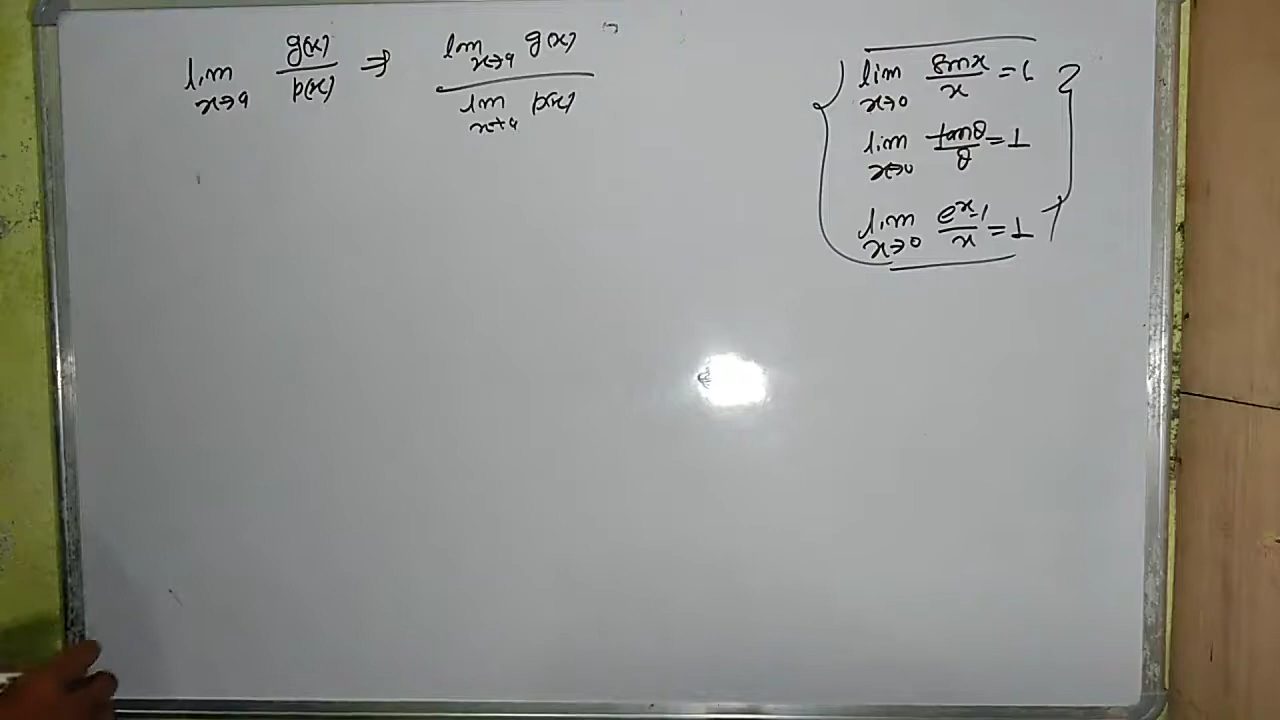 lim x→a g(x)/p(x) ⇒ lim x→a g(x) / lim x→a p(x)
lim x→0 sinx/x = 1
lim x→0 tanθ/θ = 1
lim x→0 e^x-1/x = 1